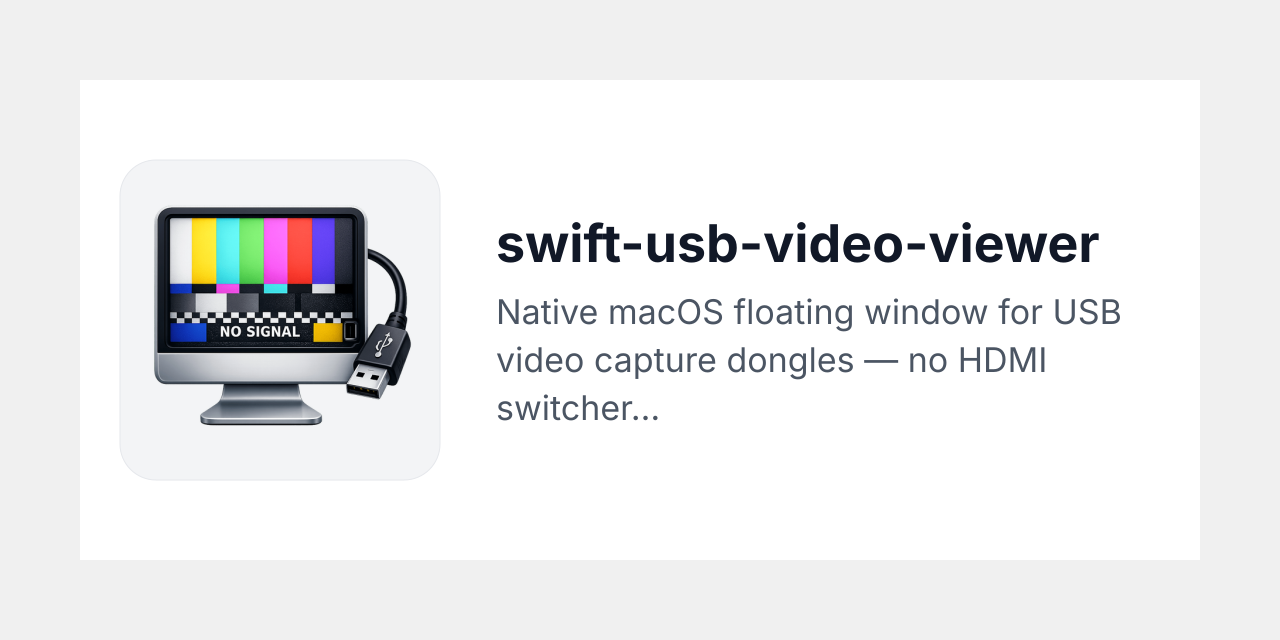 NO SIGNAL
swift-usb-video-viewer
Native macOS floating window for USB
video capture dongles — no HDMI
switcher...